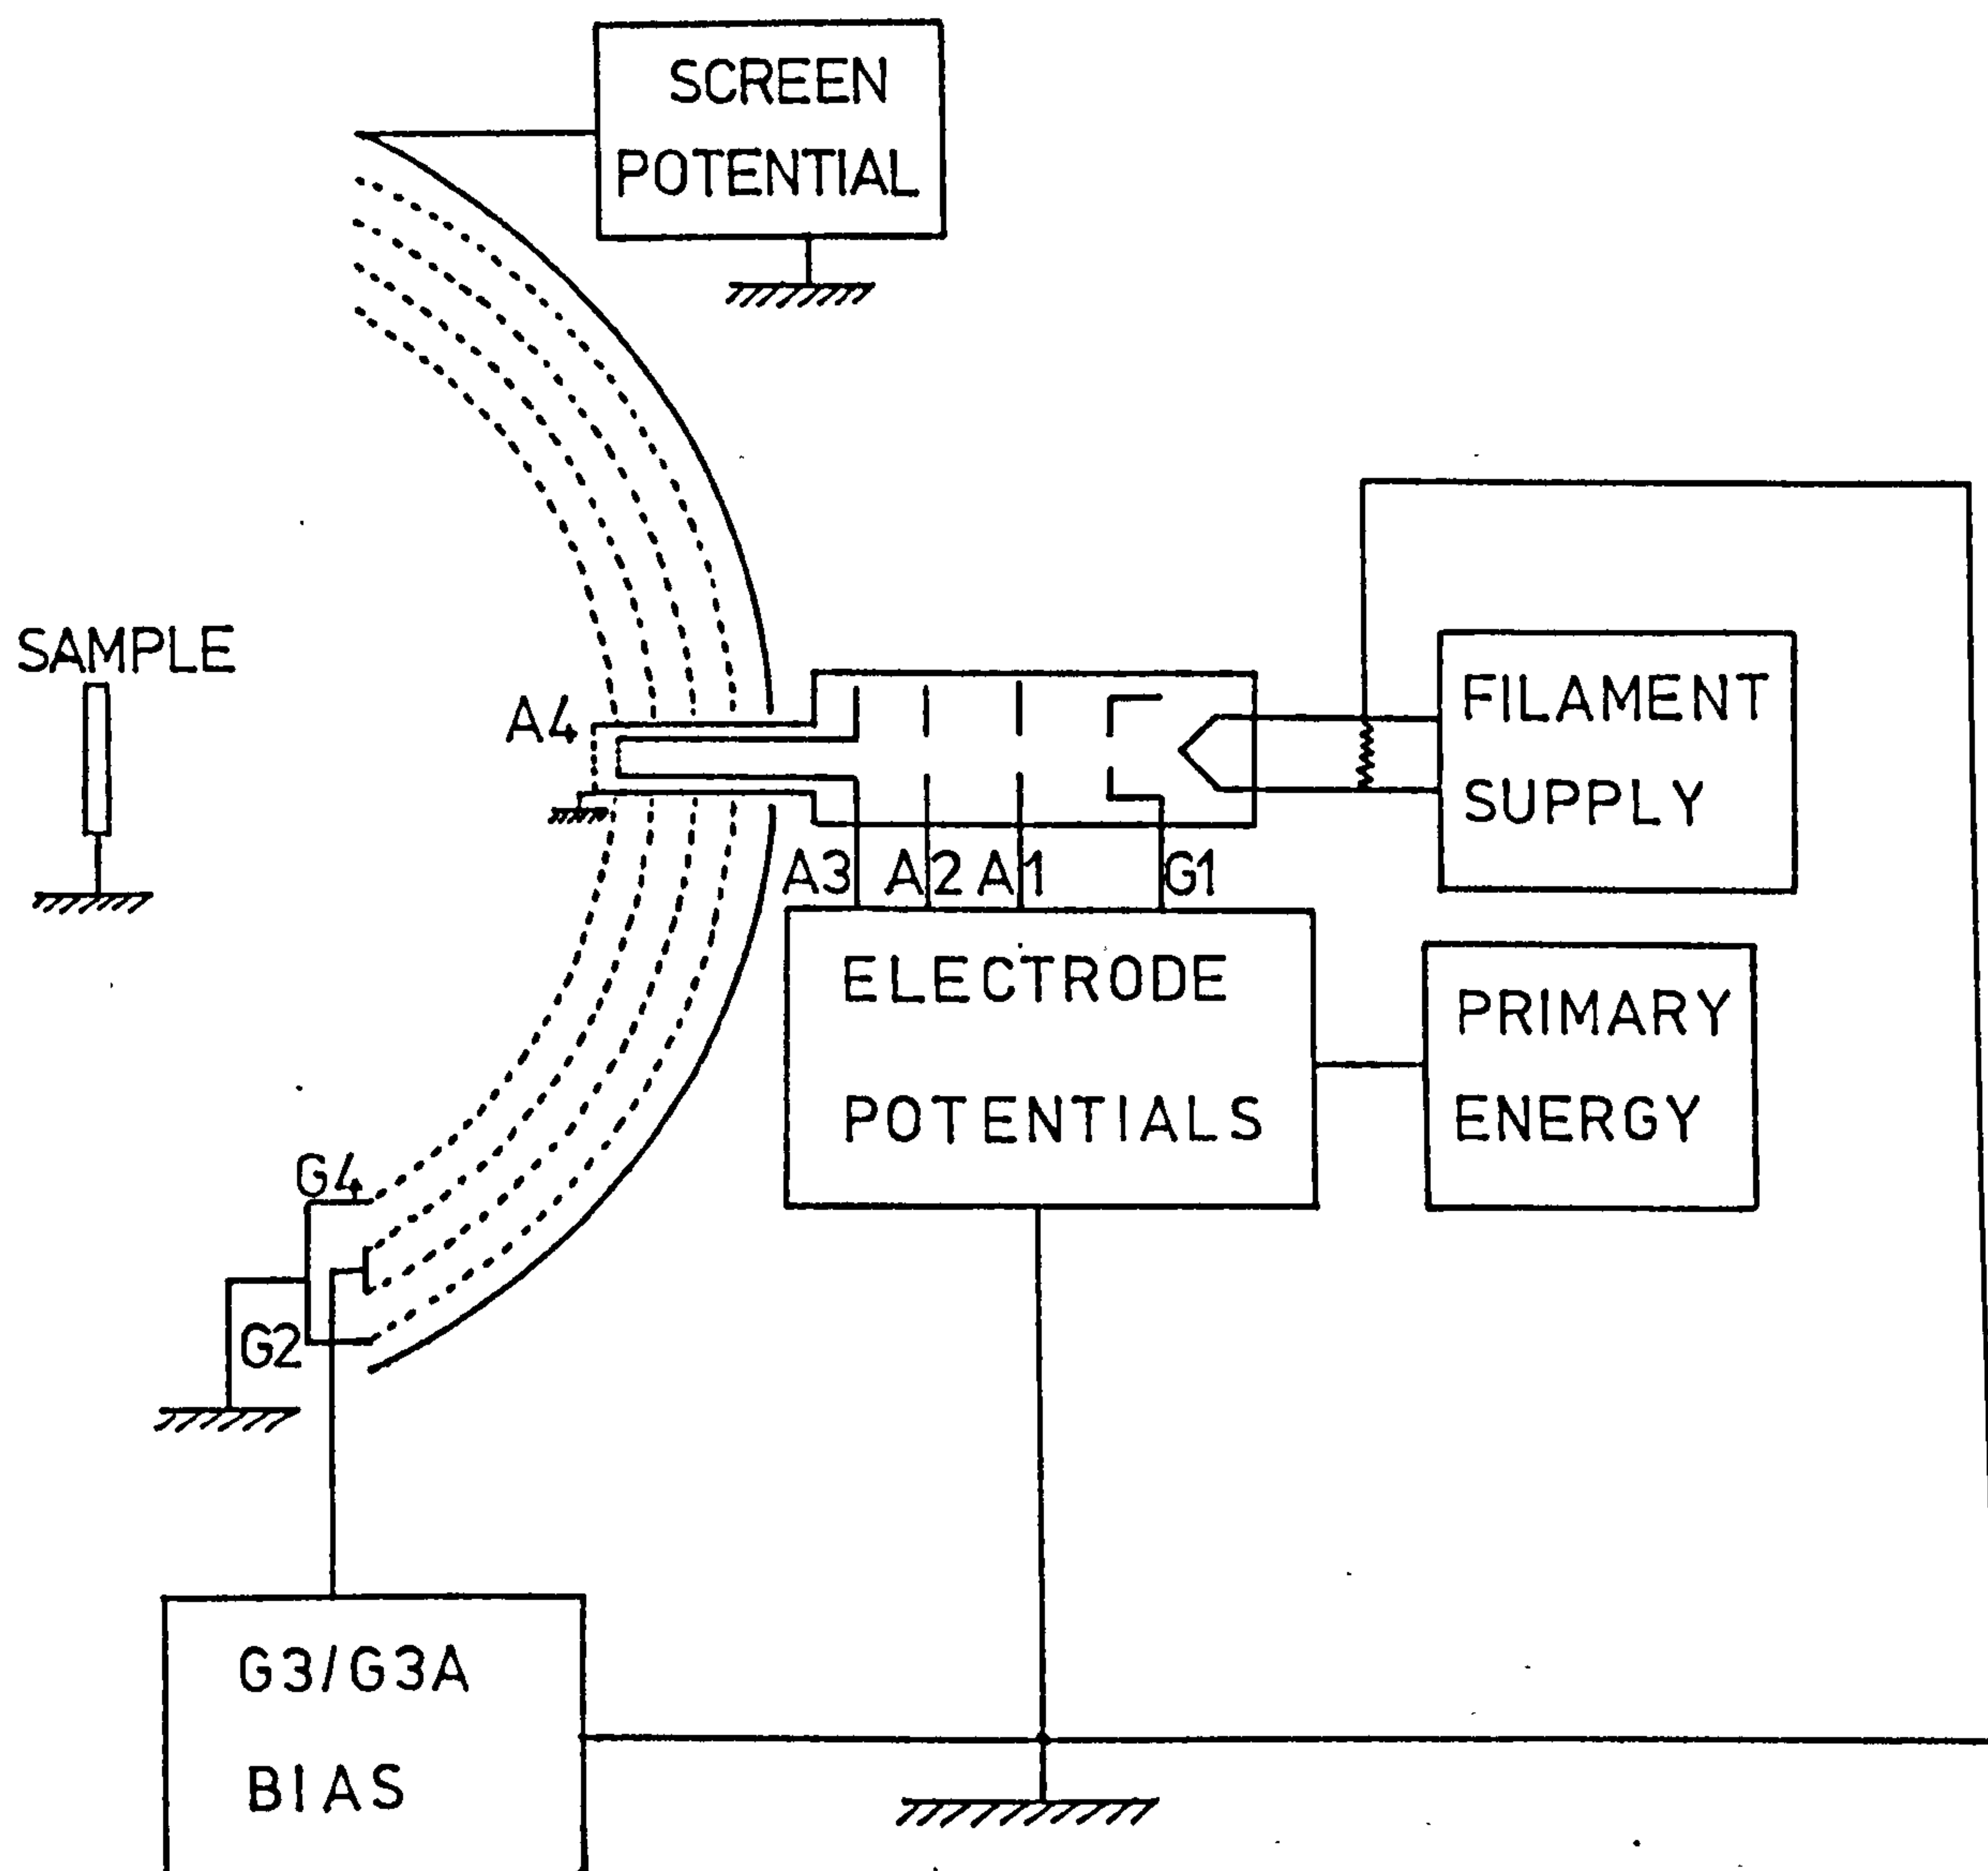 SCREEN
POTENTIAL
SAMPLE
A4
FILAMENT
SUPPLY
A3 A2 A1 G1
ELECTRODE
POTENTIALS
PRIMARY
ENERGY
G4
G2
G3/G3A
BIAS